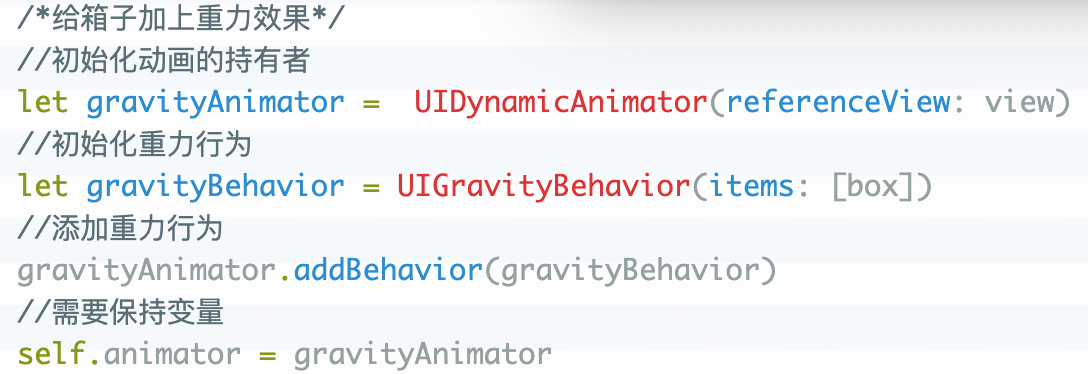 /*给箱子加上重力效果*/
//初始化动画的持有者
let gravityAnimator =  UIDynamicAnimator(referenceView: view)
//初始化重力行为
let gravityBehavior = UIGravityBehavior(items: [box])
//添加重力行为
gravityAnimator.addBehavior(gravityBehavior)
//需要保持变量
self.animator = gravityAnimator